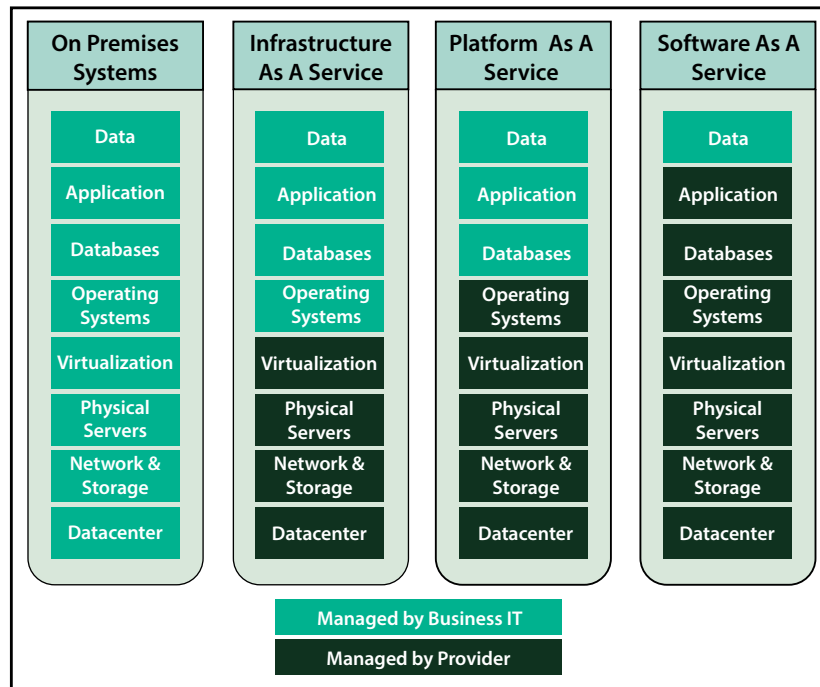 On Premises
Systems
Data
Application
Databases
Operating
Systems
Virtualization
Physical
Servers
Network &
Storage
Datacenter
Infrastructure
As A Service
Data
Application
Databases
Operating
Systems
Virtualization
Physical
Servers
Network &
Storage
Datacenter
Platform As A
Service
Data
Application
Databases
Operating
Systems
Virtualization
Physical
Servers
Network &
Storage
Datacenter
Software As A
Service
Data
Application
Databases
Operating
Systems
Virtualization
Physical
Servers
Network &
Storage
Datacenter
Managed by Business IT
Managed by Provider